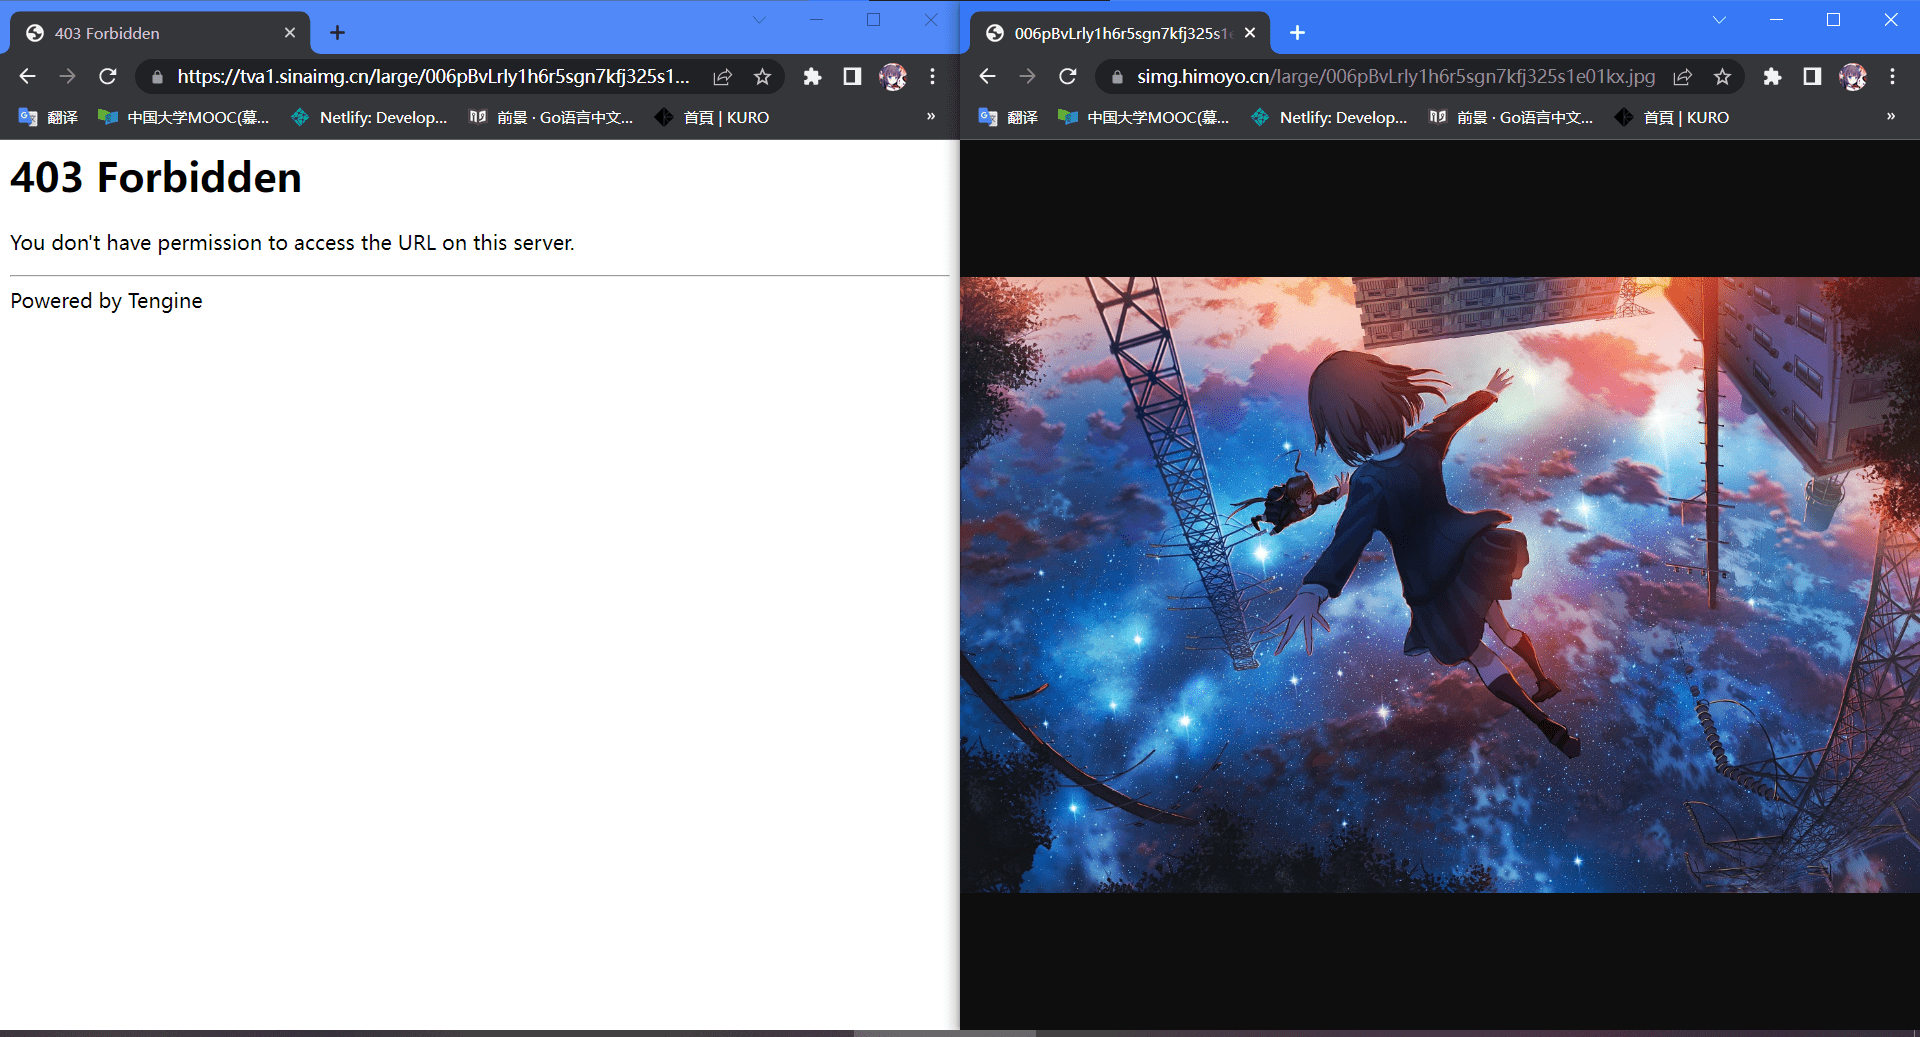 403 Forbidden
https://tva1.sinaimg.cn/large/006pBvLrly1h6r5sgn7kfj325s1...
翻译
中国大学MOOC(慕...
Netlify: Develop...
前景 · Go语言中文...
首頁 | KURO
»
403 Forbidden
You don't have permission to access the URL on this server.
Powered by Tengine
006pBvLrly1h6r5sgn7kfj325s1e
simg.himoyo.cn/large/006pBvLrly1h6r5sgn7kfj325s1e01kx.jpg
翻译
中国大学MOOC(慕...
Netlify: Develop...
前景 · Go语言中文...
首頁 | KURO
»